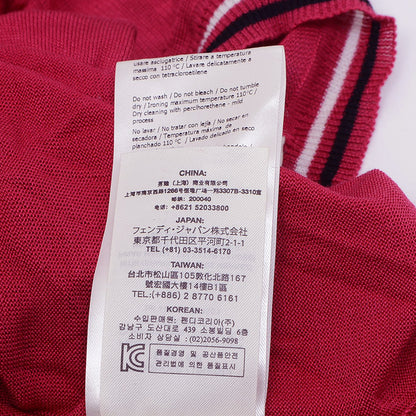 usare asciugatrice / Stirare a temperatura
massima 110°C / Lavare delicatamente a
secco con tetracloroetilene
Do not wash / Do not bleach / Do not tumble
dry / Ironing maximum temperature 110°C /
Dry cleaning with perclhorethylene - mild
process
No lavar / No tratar con lejia / No secar en
secadora / Temperatura máxima de
planchado 110°C / Lavado delicado en
CHINA:
(上海) 商业有限公司
上海市南京西路1266号恒隆广场3307B-3310室
邮编: 200040
电话: +8621 52033800
JAPAN:
フェンディ・ジャパン株式会社
東京都千代田区平河町2-1-1
TEL: (+81) 03-3514-6170
TAIWAN:
台北市松山區105敦化北路167
號宏國大樓14樓B1區
TEL:(+886) 2 8770 6161
KOREAN:
수입판매원: 펜디코리아(주)
강남구 도산대로 439 소봉빌딩 6층
소비자 상담실 : (02)2056-9098
품질경영 및 공산품안전
관리법에 의한 품질표시